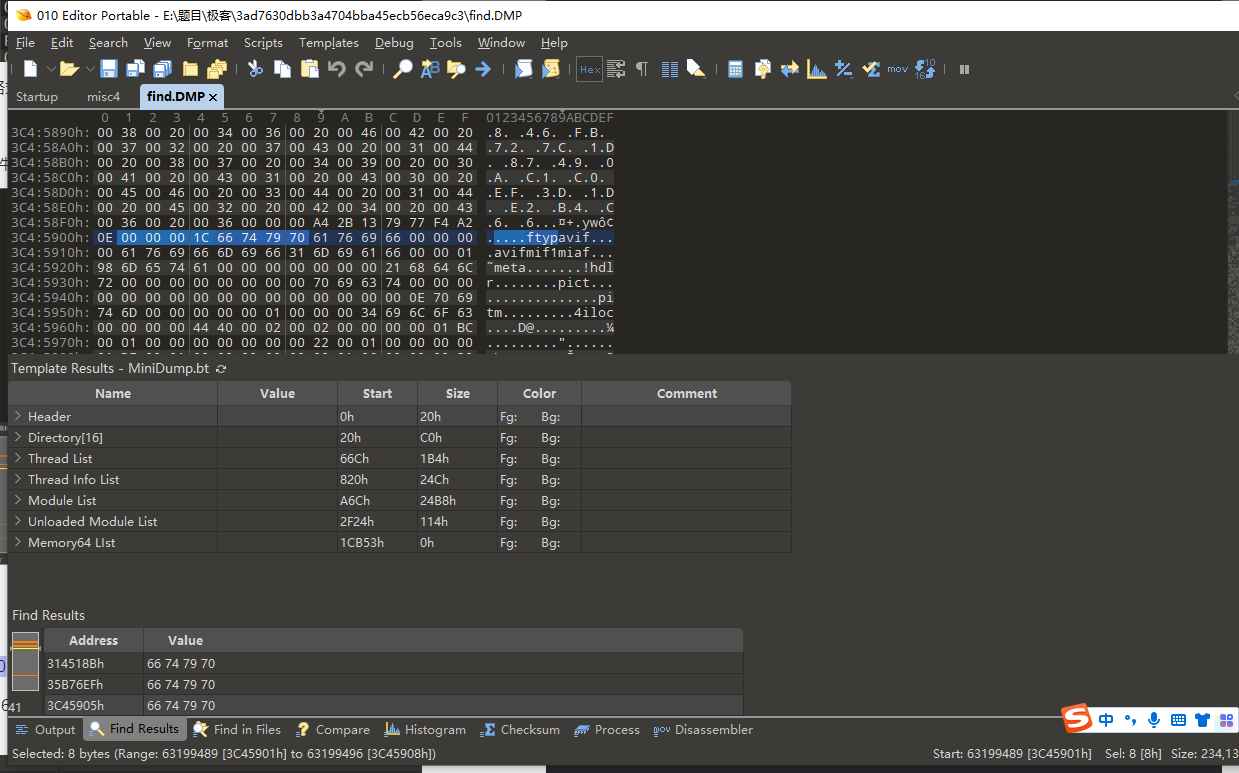 010 Editor Portable - E:\题目\极客\3ad7630dbb3a4704bba45ecb56eca9c3\find.DMP
File Edit Search View Format Scripts Templates Debug Tools Window Help
Hex mov
Startup misc4 find.DMP ×
0 1 2 3 4 5 6 7 8 9 A B C D E F 0123456789ABCDEF
3C4:5890h: 00 38 00 20 00 34 00 36 00 20 00 46 00 42 00 20 .8. .4.6. .F.B.
3C4:58A0h: 00 37 00 32 00 20 00 37 00 43 00 20 00 31 00 44 .7.2. .7.C. .1.D
3C4:58B0h: 00 20 00 38 00 37 00 20 00 34 00 39 00 20 00 30 . .8.7. .4.9. .0
3C4:58C0h: 00 41 00 20 00 43 00 31 00 20 00 43 00 30 00 20 .A. .C.1. .C.0.
3C4:58D0h: 00 45 00 46 00 20 00 33 00 44 00 20 00 31 00 44 .E.F. .3.D. .1.D
3C4:58E0h: 00 20 00 45 00 32 00 20 00 42 00 34 00 20 00 43 . .E.2. .B.4. .C
3C4:58F0h: 00 36 00 20 00 36 00 00 00 A4 2B 13 79 77 F4 A2 .6. .6...¤+.ywô¢
3C4:5900h: 0E 00 00 00 1C 66 74 79 70 61 76 69 66 00 00 00 .....ftypavif...
3C4:5910h: 00 61 76 69 66 6D 69 66 31 6D 69 61 66 00 00 01 .avifmif1miaf...
3C4:5920h: 98 6D 65 74 61 00 00 00 00 00 00 00 21 68 64 6C ˜meta.......!hdl
3C4:5930h: 72 00 00 00 00 00 00 00 00 70 69 63 74 00 00 00 r........pict...
3C4:5940h: 00 00 00 00 00 00 00 00 00 00 00 00 00 0E 70 69 ..............pi
3C4:5950h: 74 6D 00 00 00 00 00 01 00 00 00 34 69 6C 6F 63 tm.........4iloc
3C4:5960h: 00 00 00 00 44 40 00 02 00 02 00 00 00 00 01 BC ....D@.........¼
3C4:5970h: 00 01 00 00 00 00 00 00 22 00 01 00 00 00 00 ........."......
Template Results - MiniDump.bt
Name Value Start Size Color Comment
Header 0h 20h Fg: Bg:
Directory[16] 20h C0h Fg: Bg:
Thread List 66Ch 1B4h Fg: Bg:
Thread Info List 820h 24Ch Fg: Bg:
Module List A6Ch 24B8h Fg: Bg:
Unloaded Module List 2F24h 114h Fg: Bg:
Memory64 LIst 1CB53h 0h Fg: Bg:
Find Results
Address Value
314518Bh 66 74 79 70
35B76EFh 66 74 79 70
3C45905h 66 74 79 70
Output Find Results Find in Files Compare Histogram Checksum Process mov Disassembler
Selected: 8 bytes (Range: 63199489 [3C45901h] to 63199496 [3C45908h]) Start: 63199489 [3C45901h] Sel: 8 [8h] Size: 234,13
S 中